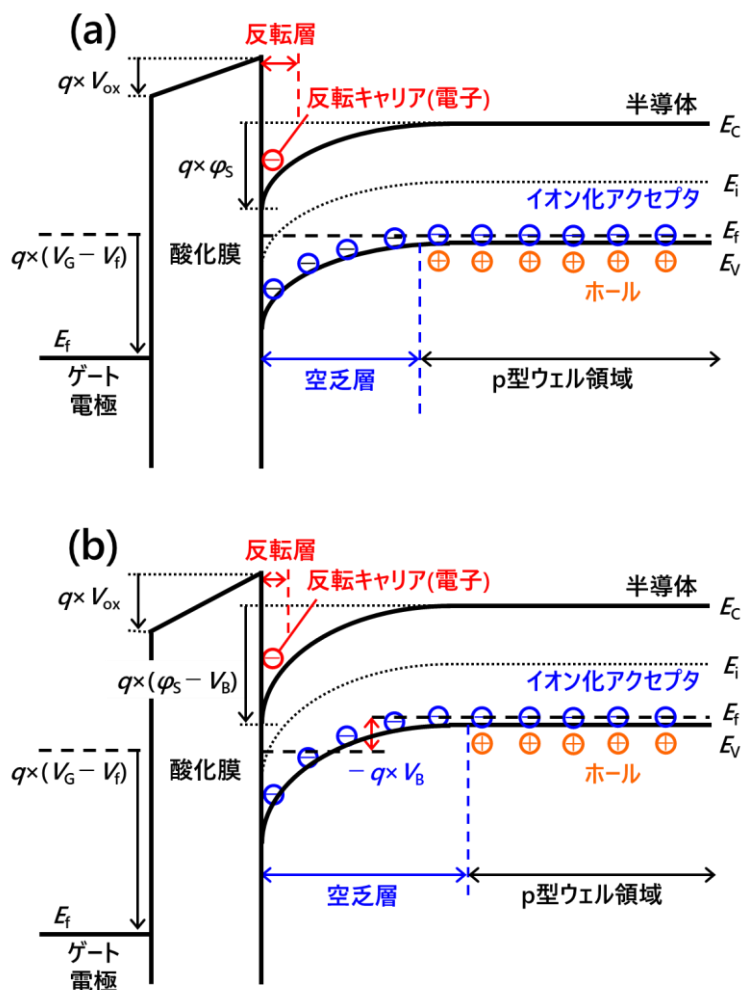 (a)
反転層
q×Vox
反転キャリア(電子)
半導体
EC
q×φS
Ei
イオン化アクセプタ
Ef
q×(VG − Vf)
酸化膜
EV
ホール
Ef
ゲート
電極
空乏層
p型ウェル領域
(b)
反転層
q×Vox
反転キャリア(電子)
半導体
EC
q×(φS − VB)
Ei
イオン化アクセプタ
Ef
q×(VG − Vf)
酸化膜
− q×VB
EV
ホール
空乏層
p型ウェル領域
Ef
ゲート
電極